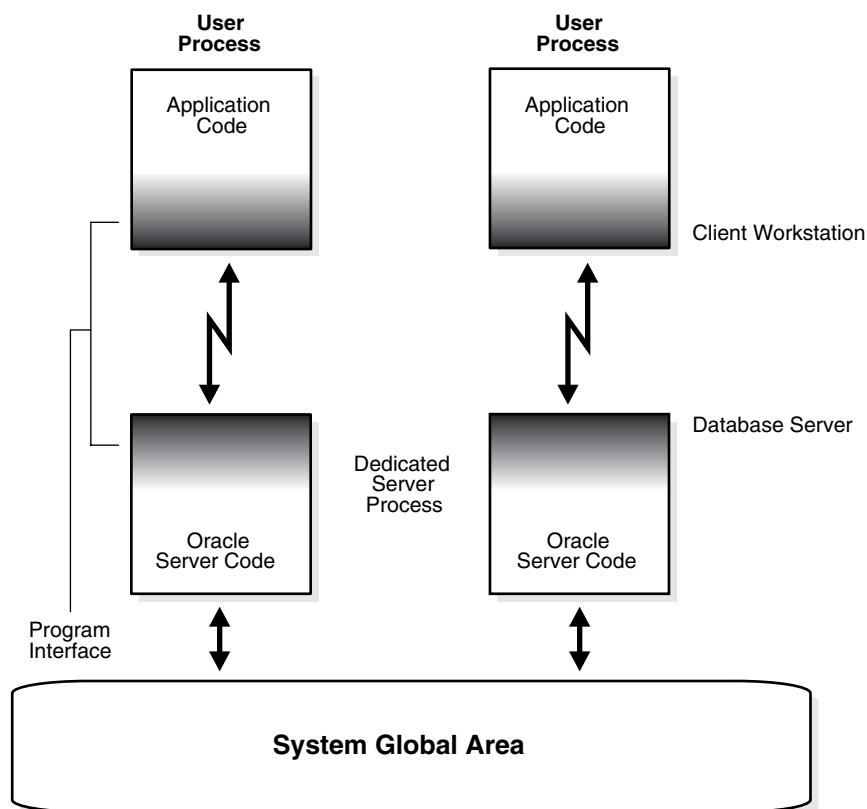 User
Process
User
Process
Application
Code
Application
Code
Client Workstation
Database Server
Dedicated
Server
Process
Oracle
Server Code
Oracle
Server Code
Program
Interface
System Global Area